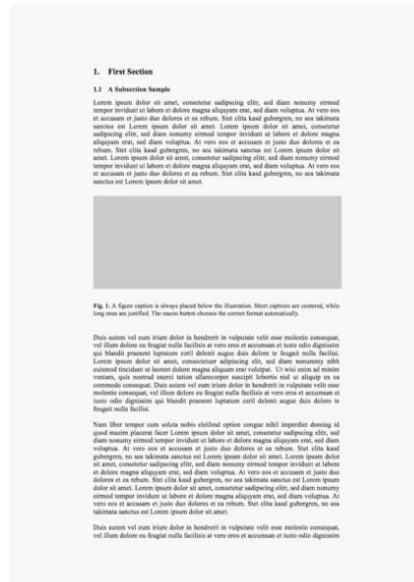 1. First Section
1.1 A Subsection Sample
Lorem ipsum dolor sit amet, consetetur sadipscing elitr, sed diam nonumy eirmod
tempor invidunt ut labore et dolore magna aliquyam erat, sed diam voluptua. At vero eos
et accusam et justo duo dolores et ea rebum. Stet clita kasd gubergren, no sea takimata
sanctus est Lorem ipsum dolor sit amet. Lorem ipsum dolor sit amet, consetetur
sadipscing elitr, sed diam nonumy eirmod tempor invidunt ut labore et dolore magna
aliquyam erat, sed diam voluptua. At vero eos et accusam et justo duo dolores et ea
rebum. Stet clita kasd gubergren, no sea takimata sanctus est Lorem ipsum dolor sit
amet. Lorem ipsum dolor sit amet, consetetur sadipscing elitr, sed diam nonumy eirmod
tempor invidunt ut labore et dolore magna aliquyam erat, sed diam voluptua. At vero eos
et accusam et justo duo dolores et ea rebum. Stet clita kasd gubergren, no sea takimata
sanctus est Lorem ipsum dolor sit amet.
Fig. 1. A figure caption is always placed below the illustration. Short captions are centered, while
long ones are justified. The macro button chooses the correct format automatically.
Duis autem vel eum iriure dolor in hendrerit in vulputate velit esse molestie consequat,
vel illum dolore eu feugiat nulla facilisis at vero eros et accumsan et iusto odio dignissim
qui blandit praesent luptatum zzril delenit augue duis dolore te feugait nulla facilisi.
Lorem ipsum dolor sit amet, consectetuer adipiscing elit, sed diam nonummy nibh
euismod tincidunt ut laoreet dolore magna aliquam erat volutpat. Ut wisi enim ad minim
veniam, quis nostrud exerci tation ullamcorper suscipit lobortis nisl ut aliquip ex ea
commodo consequat. Duis autem vel eum iriure dolor in hendrerit in vulputate velit esse
molestie consequat, vel illum dolore eu feugiat nulla facilisis at vero eros et accumsan et
iusto odio dignissim qui blandit praesent luptatum zzril delenit augue duis dolore te
feugait nulla facilisi.
Nam liber tempor cum soluta nobis eleifend option congue nihil imperdiet doming id
quod mazim placerat facer Lorem ipsum dolor sit amet, consetetur sadipscing elitr, sed
diam nonumy eirmod tempor invidunt ut labore et dolore magna aliquyam erat, sed diam
voluptua. At vero eos et accusam et justo duo dolores et ea rebum. Stet clita kasd
gubergren, no sea takimata sanctus est Lorem ipsum dolor sit amet. Lorem ipsum dolor
sit amet, consetetur sadipscing elitr, sed diam nonumy eirmod tempor invidunt ut labore
et dolore magna aliquyam erat, sed diam voluptua. At vero eos et accusam et justo duo
dolores et ea rebum. Stet clita kasd gubergren, no sea takimata sanctus est Lorem ipsum
dolor sit amet. Lorem ipsum dolor sit amet, consetetur sadipscing elitr, sed diam nonumy
eirmod tempor invidunt ut labore et dolore magna aliquyam erat, sed diam voluptua. At
vero eos et accusam et justo duo dolores et ea rebum. Stet clita kasd gubergren, no sea
takimata sanctus est Lorem ipsum dolor sit amet.
Duis autem vel eum iriure dolor in hendrerit in vulputate velit esse molestie consequat,
vel illum dolore eu feugiat nulla facilisis at vero eros et accumsan et iusto odio dignissim